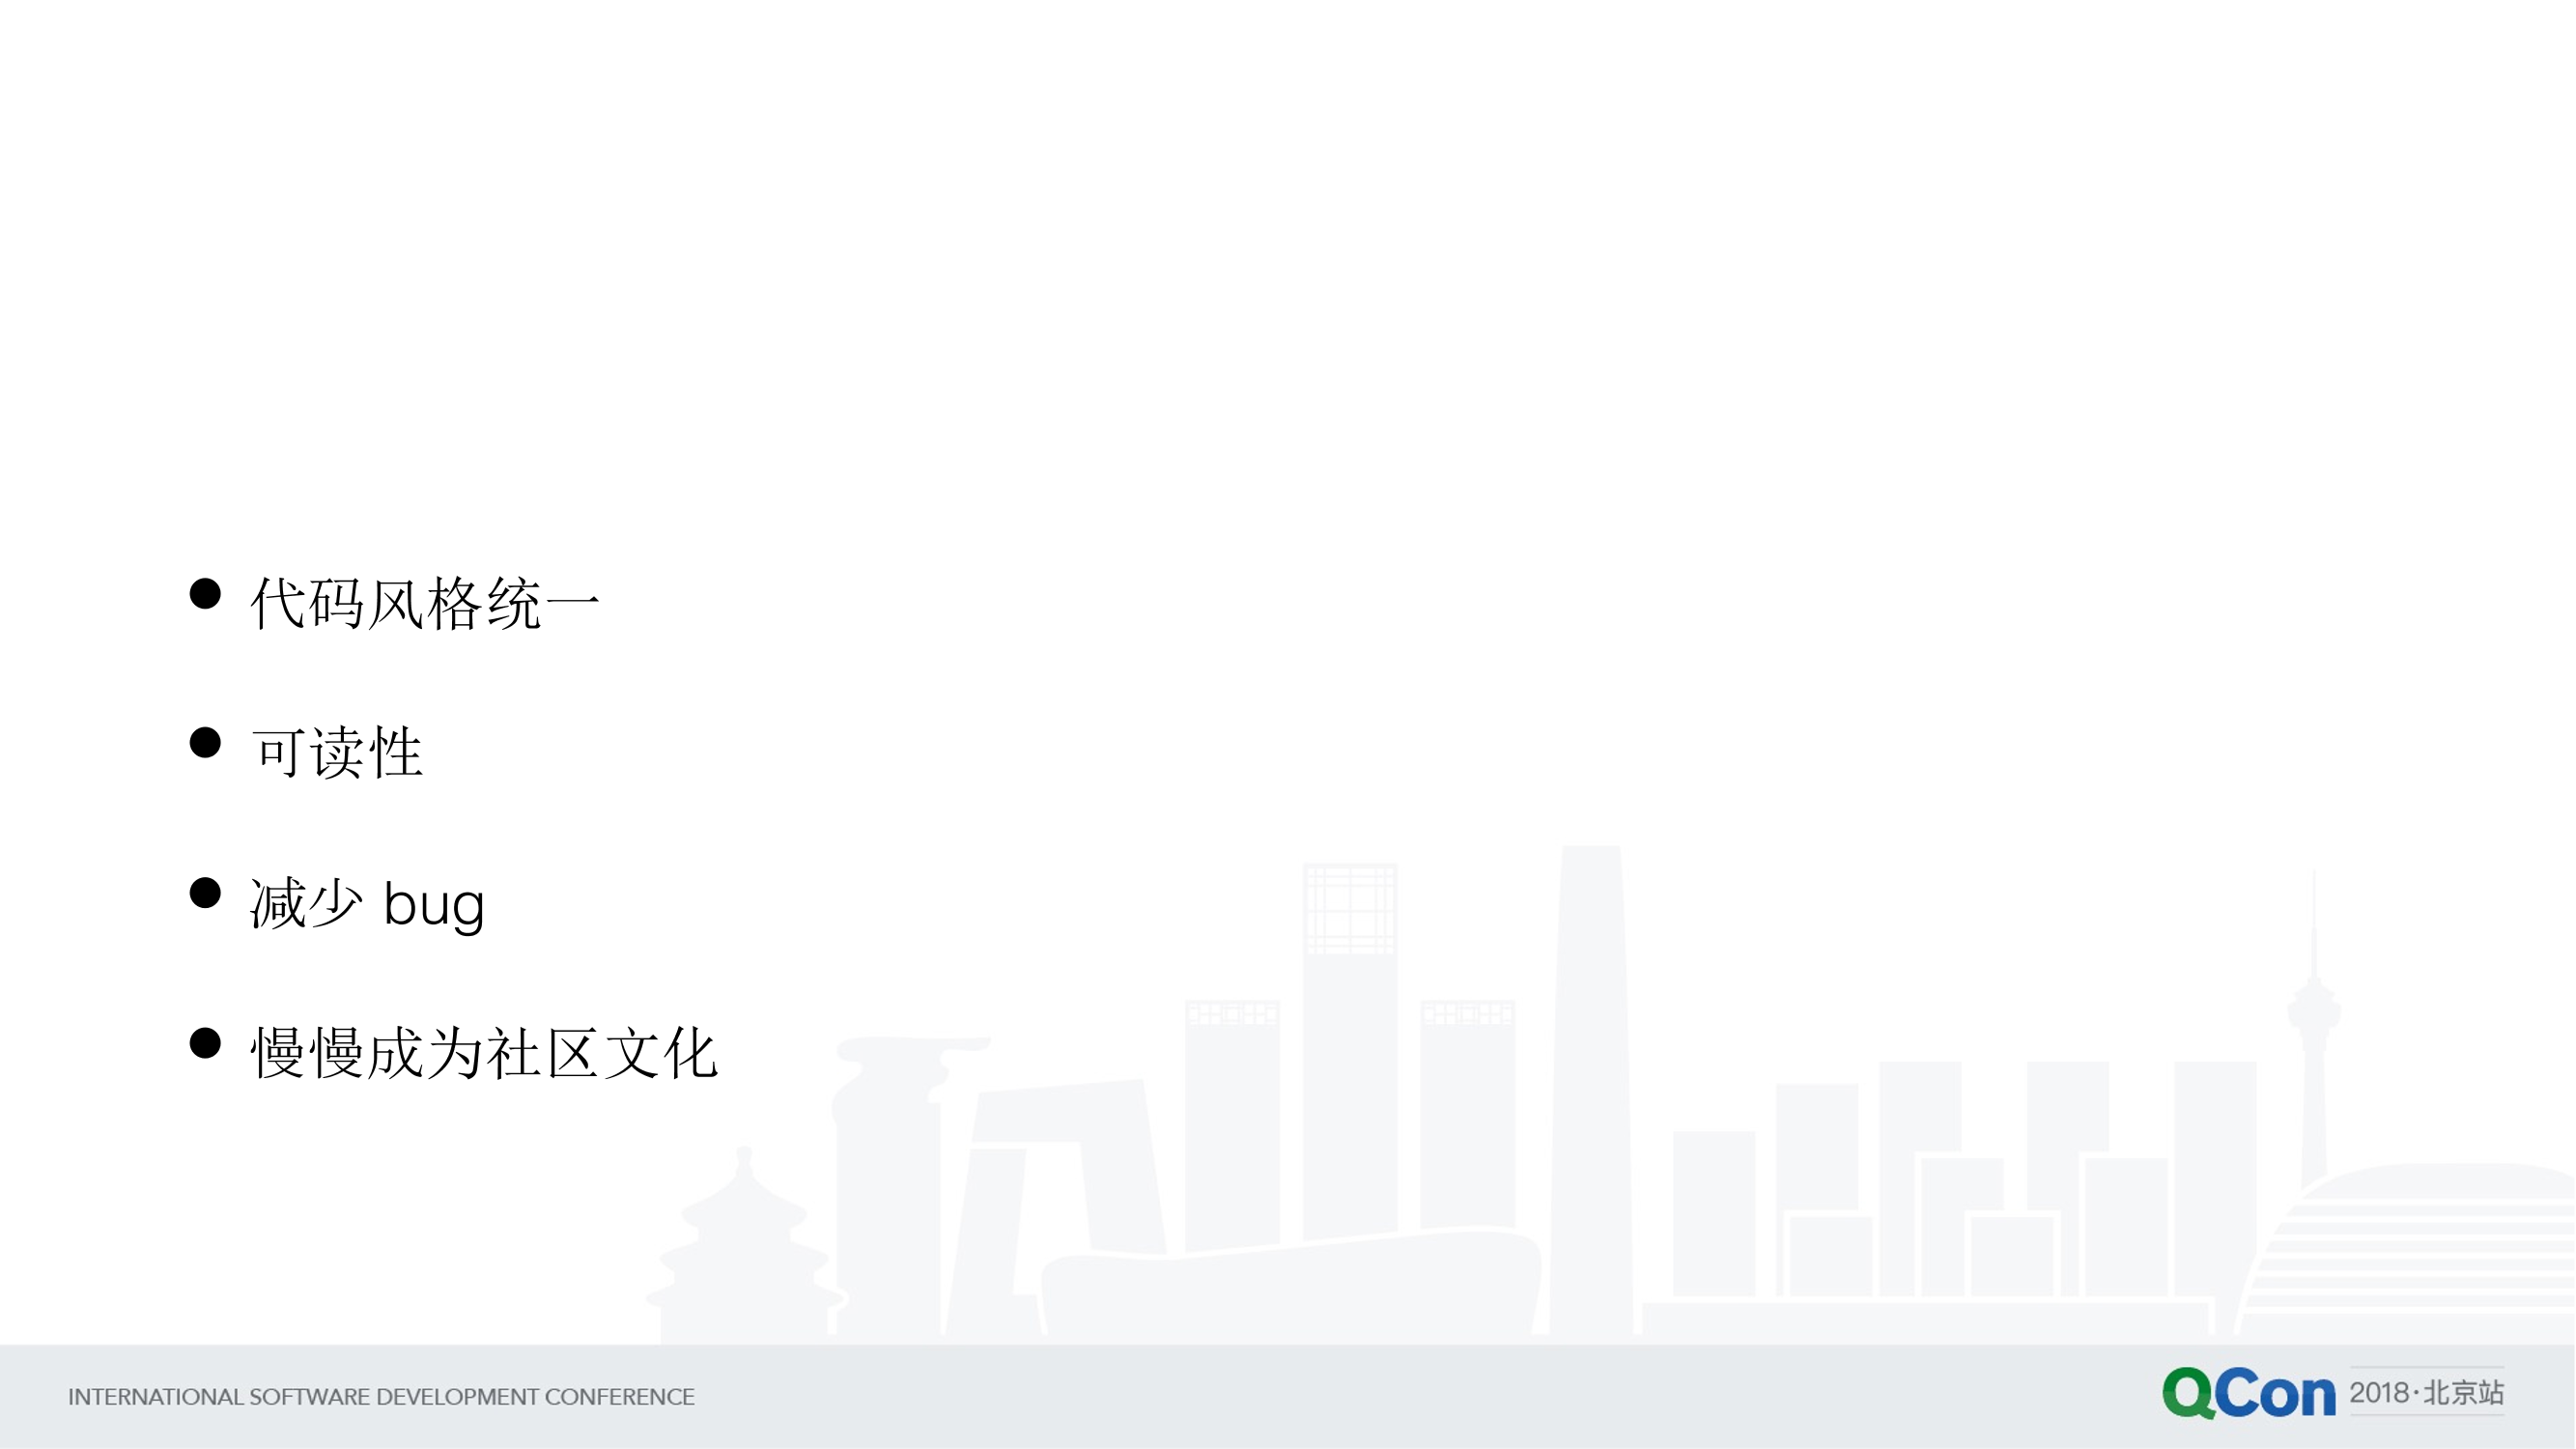 ● 代码风格统一
● 可读性
● 减少 bug
● 慢慢成为社区文化
INTERNATIONAL SOFTWARE DEVELOPMENT CONFERENCE
QCon 2018·北京站